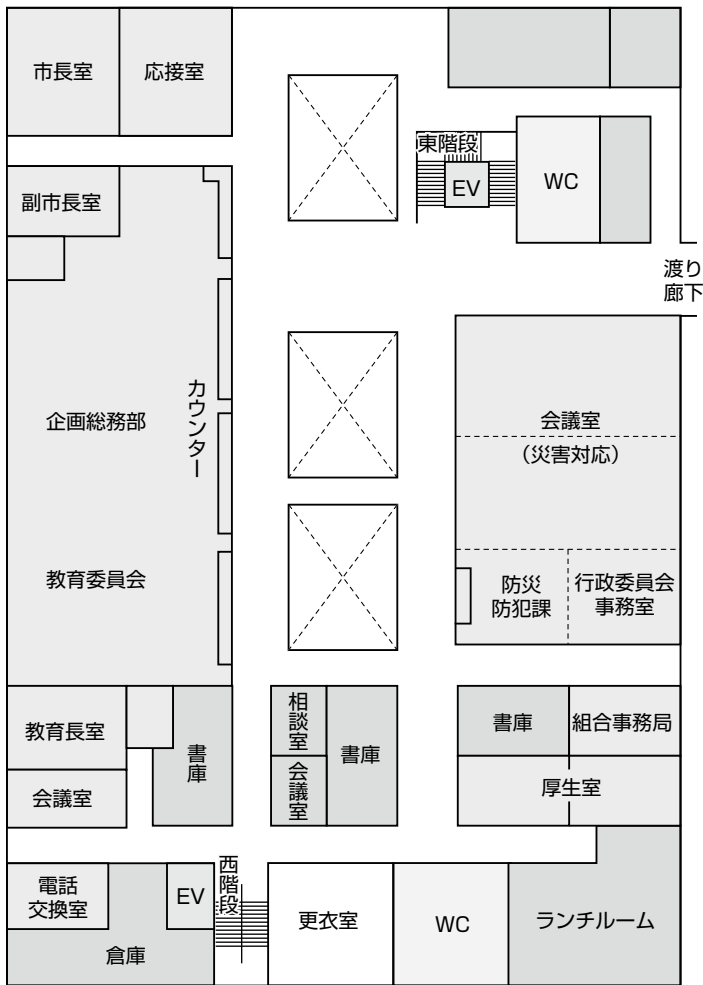 市長室
応接室
東階段
EV
WC
副市長室
渡り
廊下
カウンター
企画総務部
会議室
（災害対応）
教育委員会
防災
防犯課
行政委員会
事務室
教育長室
書庫
相談室
書庫
書庫
組合事務局
会議室
会議室
厚生室
電話
交換室
EV
西階段
更衣室
WC
ランチルーム
倉庫